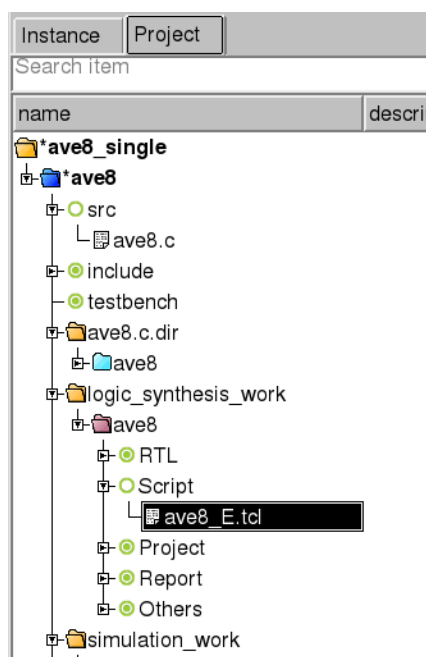 Instance Project
Search item
name descri
*ave8_single
*ave8
src
ave8.c
include
testbench
ave8.c.dir
ave8
logic_synthesis_work
ave8
RTL
Script
ave8_E.tcl
Project
Report
Others
simulation_work